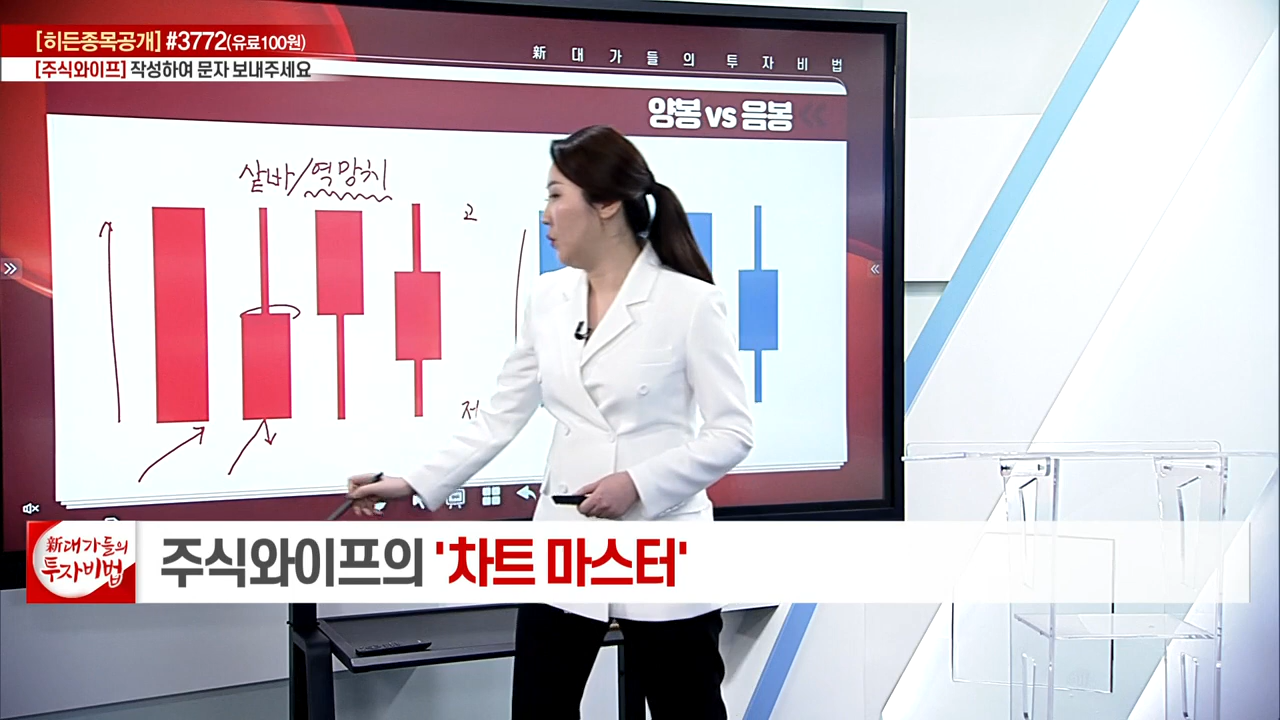 [히든종목공개] #3772(유료100원)
[주식와이프] 작성하여 문자 보내주세요
新 대 가 들 의 투 자 비 법
양봉 vs 음봉
샅바/역망치
고
저
新대가들의
투자비법
주식와이프의 '차트 마스터'